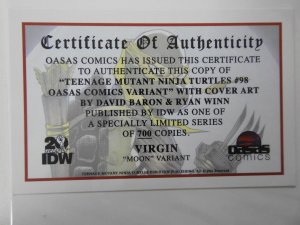 Certificate Of Authenticity
OASAS COMICS HAS ISSUED THIS CERTIFICATE
TO AUTHENTICATE THIS COPY OF
"TEENAGE MUTANT NINJA TURTLES #98
OASAS COMICS VARIANT" WITH COVER ART
BY DAVID BARON & RYAN WINN
PUBLISHED BY IDW AS ONE OF
A SPECIALLY LIMITED SERIES
OF 700 COPIES.
VIRGIN
"MOON" VARIANT
20
IDW
oasas
comics